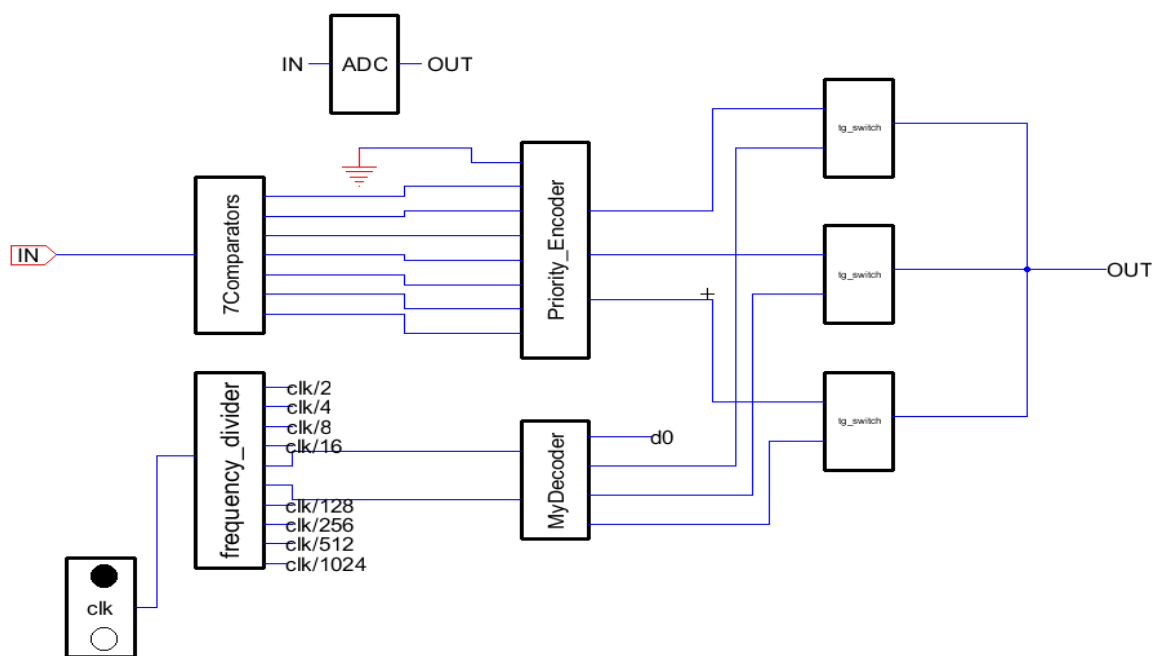 IN ADC OUT
tg_switch
7Comparators
Priority_Encoder
IN
tg_switch
OUT
frequency_divider
clk/2
clk/4
clk/8
clk/16
clk/128
clk/256
clk/512
clk/1024
MyDecoder
d0
tg_switch
clk